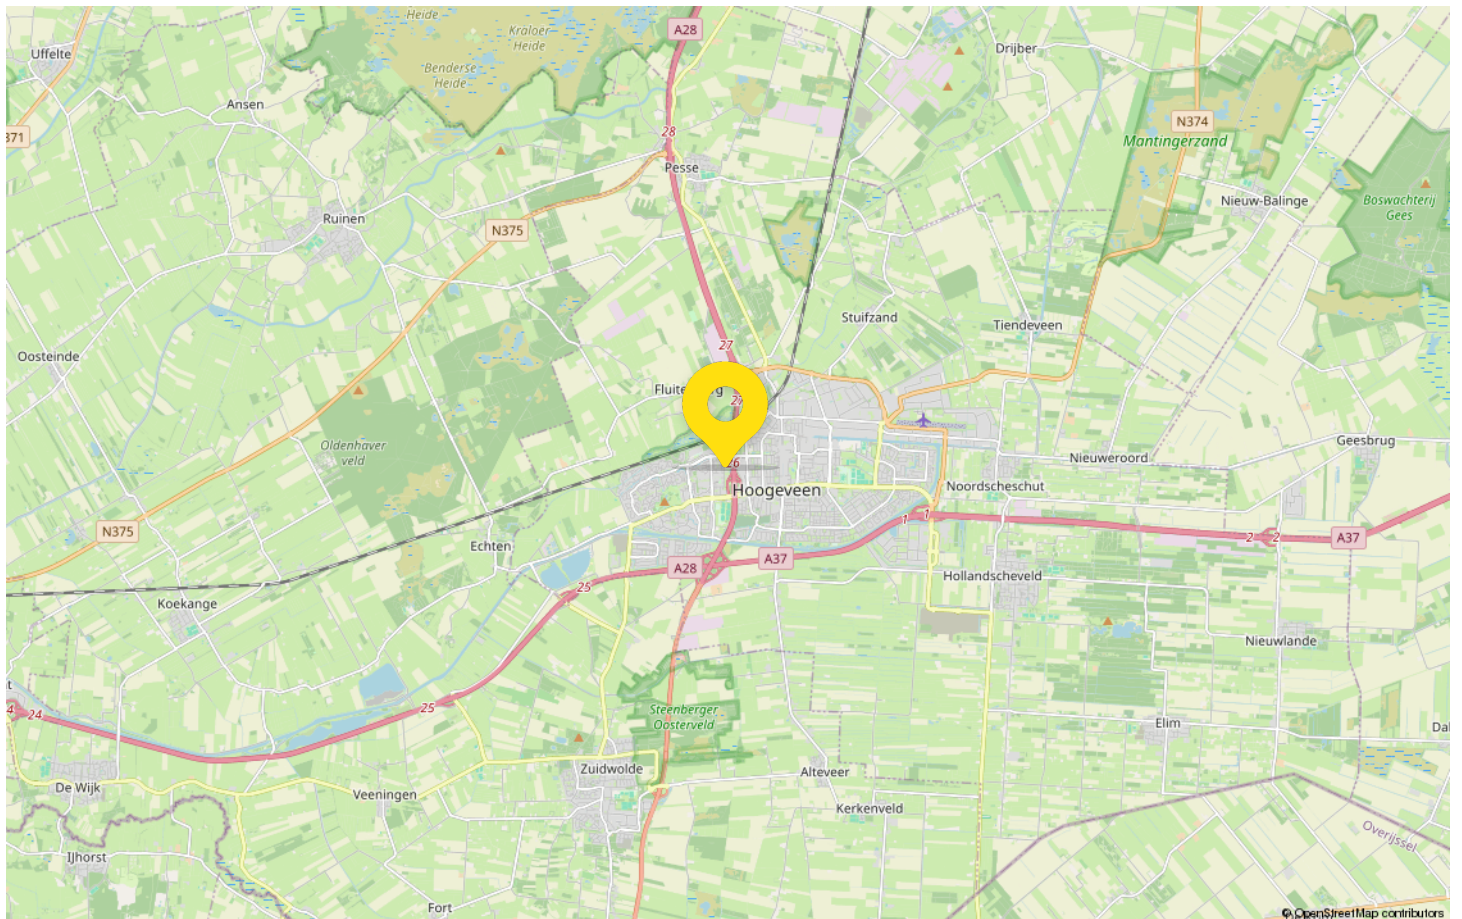 Heide
Kraloer
Heide
A28
Uffelte
Drijber
Benderse
Heide
Ansen
N374
371
28
Mantingerzand
Pesse
Nieuw-Balinge
Boswachterij
Gees
Ruinen
N375
Stuifzand
Tiendeveen
27
Oosteinde
Oldenhaver
veld
Geesbrug
Nieuweroord
26
Hoogeveen
Noordscheschut
1
1
N375
Echten
2
2
A37
A28
A37
25
Hollandscheveld
Koekange
Nieuwlande
4
24
25
Steenberger
Oosterveld
Elim
Zuidwolde
Alteveer
De Wijk
Veeningen
Kerkenveld
Overijssel
IJhorst
Fort
© OpenStreetMap contributors